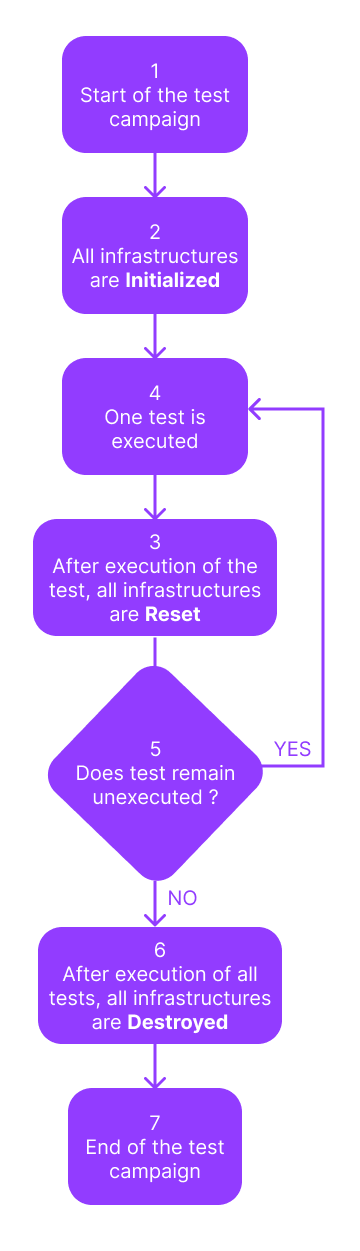 1
Start of the test
campaign
2
All infrastructures
are Initialized
4
One test is
executed
3
After execution of the
test, all infrastructures
are Reset
5
Does test remain
unexecuted ?
YES
NO
6
After execution of all
tests, all infrastructures
are Destroyed
7
End of the test
campaign